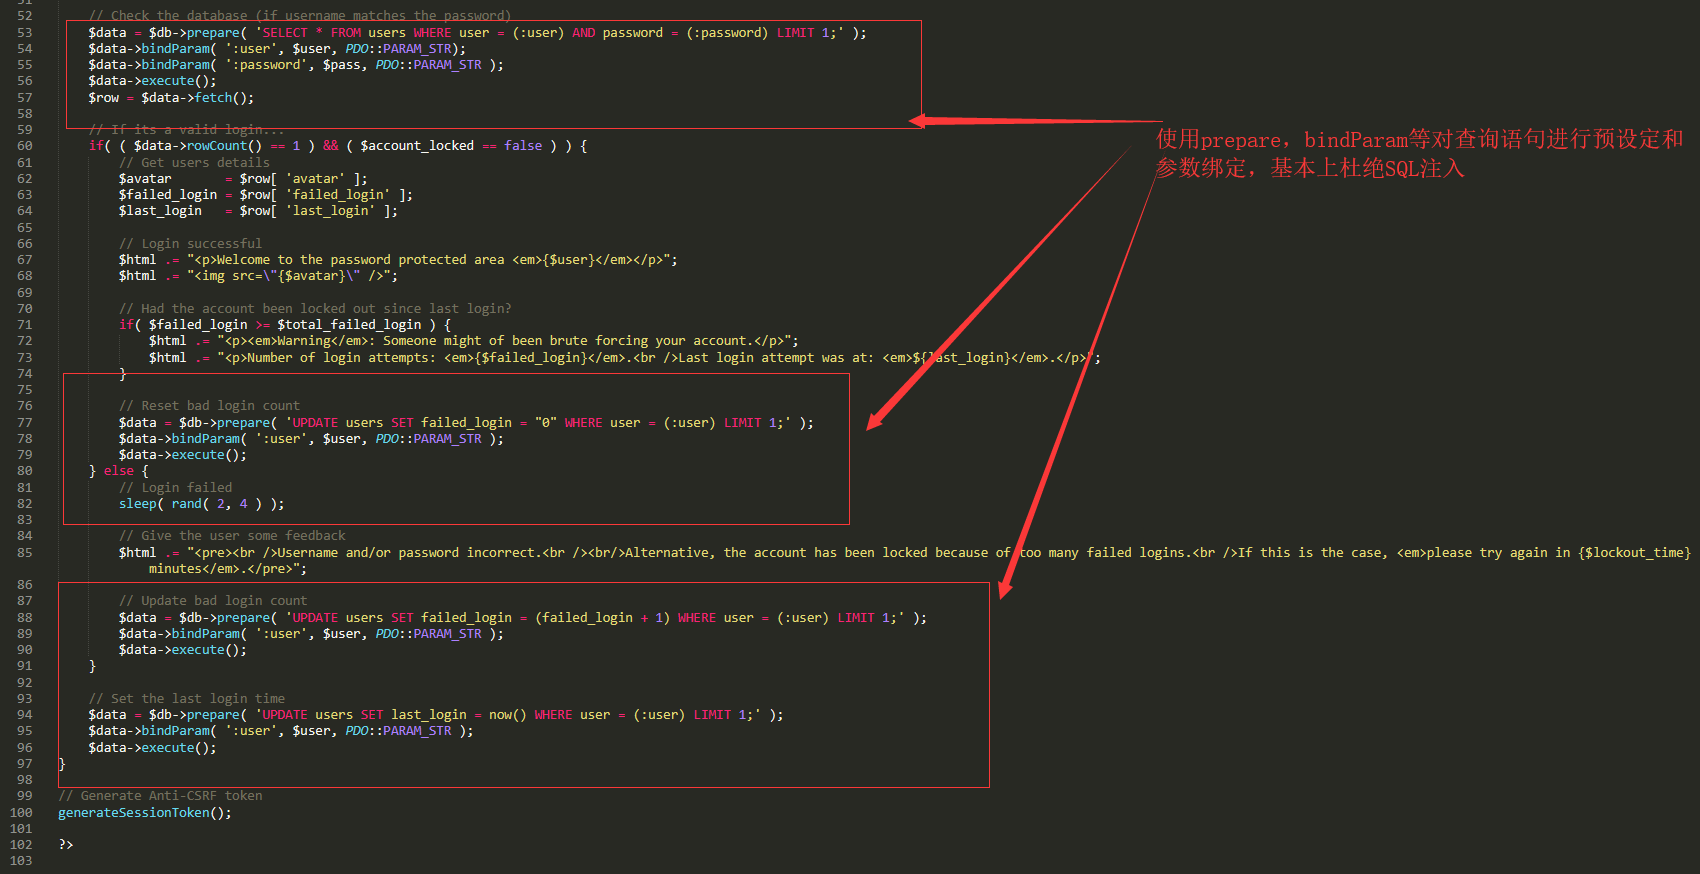 52 // Check the database (if username matches the password)
53 $data = $db->prepare( 'SELECT * FROM users WHERE user = (:user) AND password = (:password) LIMIT 1;' );
54 $data->bindParam( ':user', $user, PDO::PARAM_STR);
55 $data->bindParam( ':password', $pass, PDO::PARAM_STR );
56 $data->execute();
57 $row = $data->fetch();
58
59 // If its a valid login...
60 if( ( $data->rowCount() == 1 ) && ( $account_locked == false ) ) {
61 // Get users details
62 $avatar       = $row[ 'avatar' ];
63 $failed_login = $row[ 'failed_login' ];
64 $last_login   = $row[ 'last_login' ];
65
66 // Login successful
67 $html .= "<p>Welcome to the password protected area <em>{$user}</em></p>";
68 $html .= "<img src=\"{$avatar}\" />";
69
70 // Had the account been locked out since last login?
71 if( $failed_login >= $total_failed_login ) {
72 $html .= "<p><em>Warning</em>: Someone might of been brute forcing your account.</p>";
73 $html .= "<p>Number of login attempts: <em>{$failed_login}</em>.<br />Last login attempt was at: <em>${last_login}</em>.</p>";
74 }
75
76 // Reset bad login count
77 $data = $db->prepare( 'UPDATE users SET failed_login = "0" WHERE user = (:user) LIMIT 1;' );
78 $data->bindParam( ':user', $user, PDO::PARAM_STR );
79 $data->execute();
80 } else {
81 // Login failed
82 sleep( rand( 2, 4 ) );
83
84 // Give the user some feedback
85 $html .= "<pre><br />Username and/or password incorrect.<br /><br/>Alternative, the account has been locked because of too many failed logins.<br />If this is the case, <em>please try again in {$lockout_time}
minutes</em>.</pre>";
86
87 // Update bad login count
88 $data = $db->prepare( 'UPDATE users SET failed_login = (failed_login + 1) WHERE user = (:user) LIMIT 1;' );
89 $data->bindParam( ':user', $user, PDO::PARAM_STR );
90 $data->execute();
91 }
92
93 // Set the last login time
94 $data = $db->prepare( 'UPDATE users SET last_login = now() WHERE user = (:user) LIMIT 1;' );
95 $data->bindParam( ':user', $user, PDO::PARAM_STR );
96 $data->execute();
97 }
98
99 // Generate Anti-CSRF token
100 generateSessionToken();
101
102 ?>
103
使用prepare，bindParam等对查询语句进行预设定和
参数绑定，基本上杜绝SQL注入